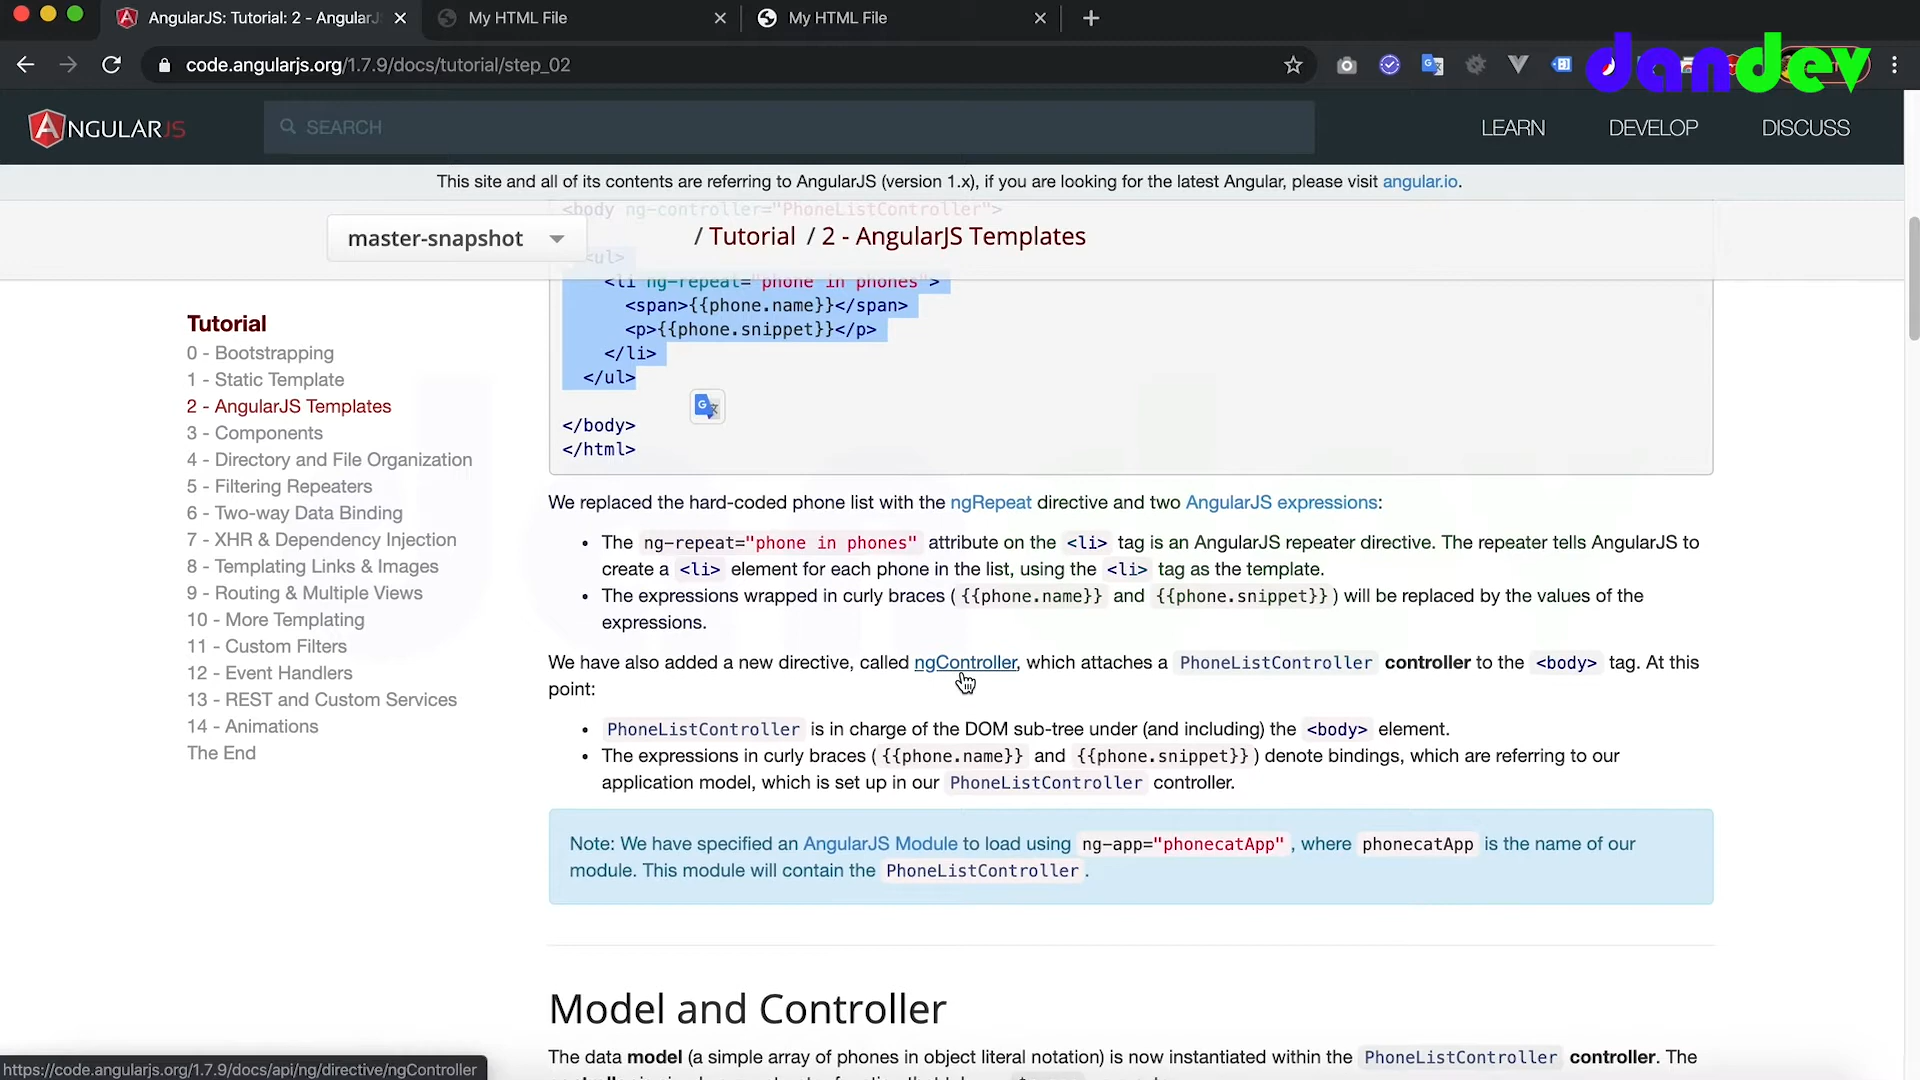 AngularJS: Tutorial: 2 - AngularJS
My HTML File
My HTML File
code.angularjs.org/1.7.9/docs/tutorial/step_02
dandev
ANGULARJS
SEARCH
LEARN
DEVELOP
DISCUSS
This site and all of its contents are referring to AngularJS (version 1.x), if you are looking for the latest Angular, please visit angular.io.
<body ng-controller="PhoneListController">
master-snapshot
/ Tutorial / 2 - AngularJS Templates
<ul>
<li ng-repeat="phone in phones">
<span>{{phone.name}}</span>
<p>{{phone.snippet}}</p>
</li>
</ul>
</body>
</html>
Tutorial
0 - Bootstrapping
1 - Static Template
2 - AngularJS Templates
3 - Components
4 - Directory and File Organization
5 - Filtering Repeaters
6 - Two-way Data Binding
7 - XHR & Dependency Injection
8 - Templating Links & Images
9 - Routing & Multiple Views
10 - More Templating
11 - Custom Filters
12 - Event Handlers
13 - REST and Custom Services
14 - Animations
The End
We replaced the hard-coded phone list with the ngRepeat directive and two AngularJS expressions:
• The ng-repeat="phone in phones" attribute on the <li> tag is an AngularJS repeater directive. The repeater tells AngularJS to
create a <li> element for each phone in the list, using the <li> tag as the template.
• The expressions wrapped in curly braces ( {{phone.name}} and {{phone.snippet}} ) will be replaced by the values of the
expressions.
We have also added a new directive, called ngController, which attaches a PhoneListController controller to the <body> tag. At this
point:
• PhoneListController is in charge of the DOM sub-tree under (and including) the <body> element.
• The expressions in curly braces ( {{phone.name}} and {{phone.snippet}} ) denote bindings, which are referring to our
application model, which is set up in our PhoneListController controller.
Note: We have specified an AngularJS Module to load using ng-app="phonecatApp" , where phonecatApp is the name of our
module. This module will contain the PhoneListController .
Model and Controller
The data model (a simple array of phones in object literal notation) is now instantiated within the PhoneListController controller. The
https://code.angularjs.org/1.7.9/docs/api/ng/directive/ngController